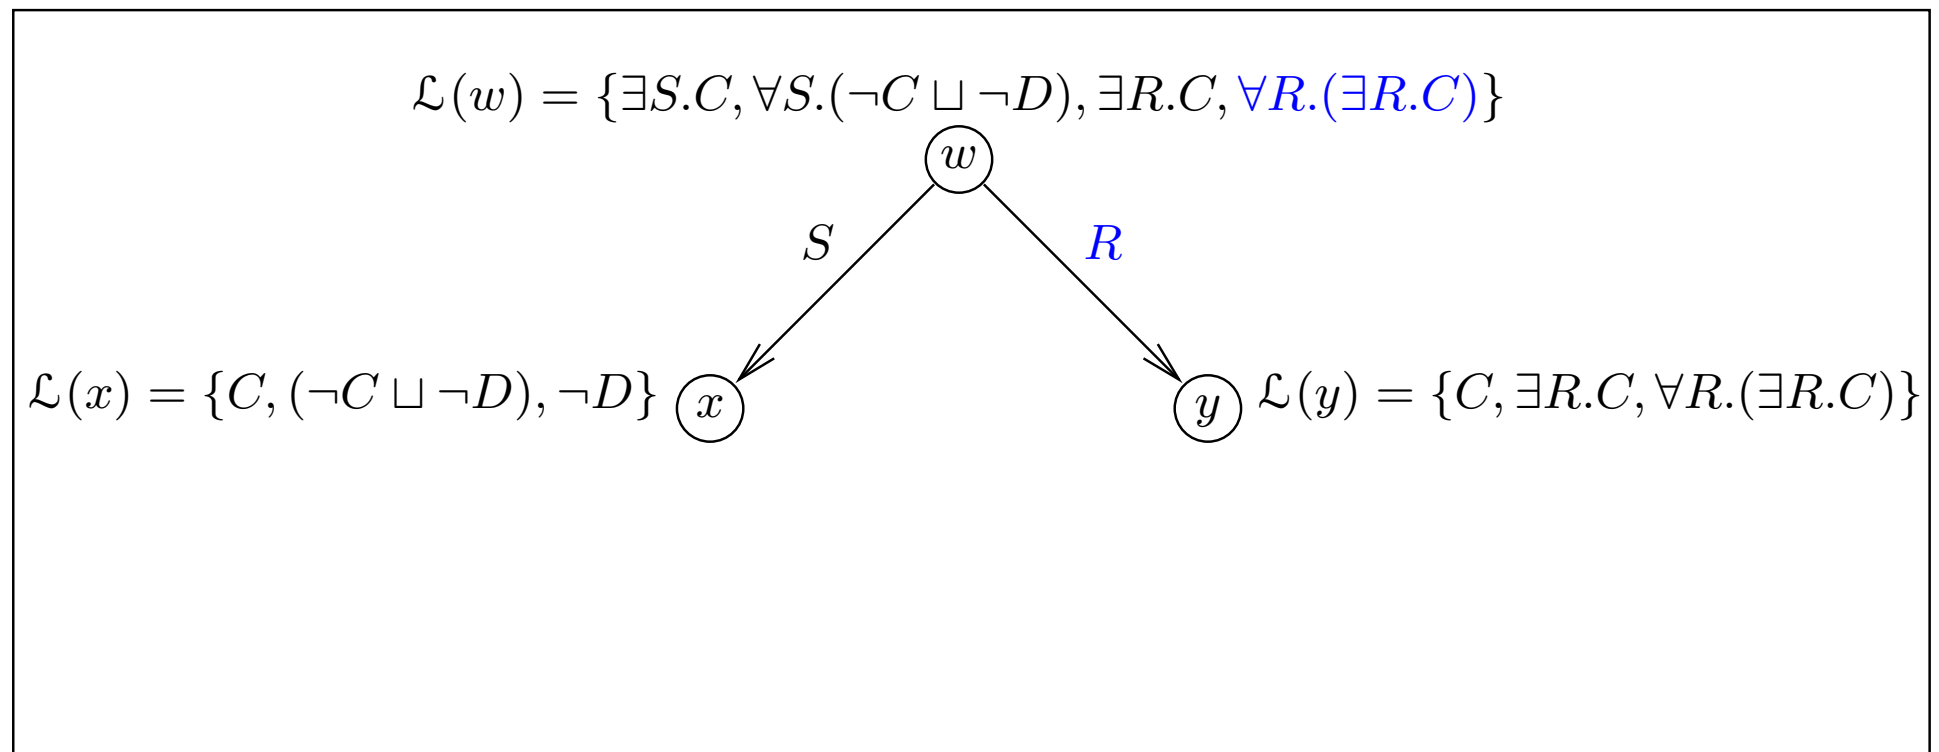 ℒ(w) = {∃S.C, ∀S.(¬C ⊔ ¬D), ∃R.C, ∀R.(∃R.C)}
w
S
R
ℒ(x) = {C, (¬C ⊔ ¬D), ¬D}
x
y
ℒ(y) = {C, ∃R.C, ∀R.(∃R.C)}